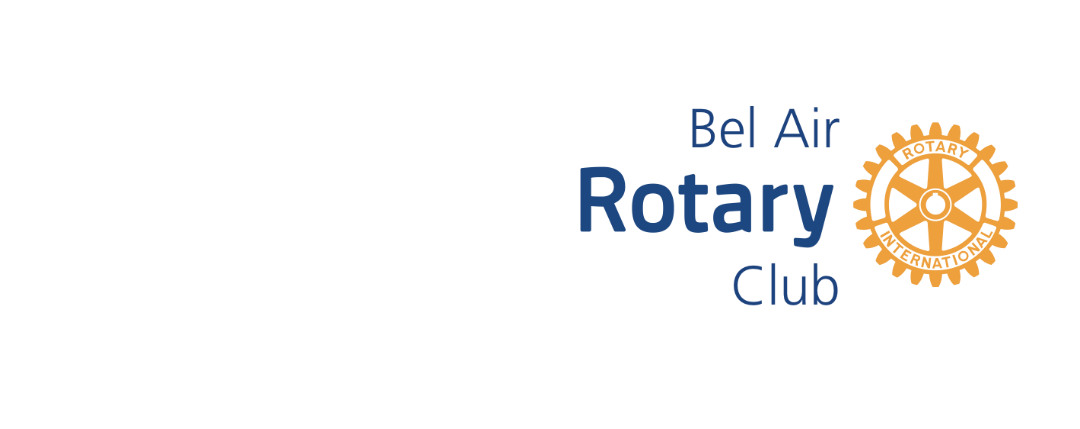 Bel Air
Rotary
Club
ROTARY
INTERNATIONAL